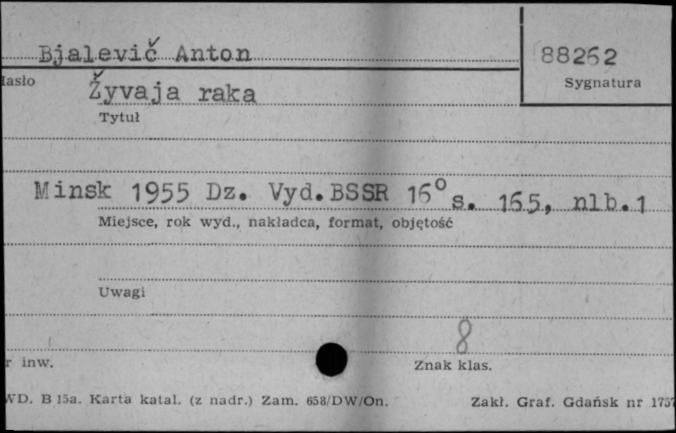 Bjalevič Anton
88262
Sygnatura
Žyvaja raka
Tytuł
Minsk 1955 Dz. Vyd. BSSR 16° s. 165, nlb. 1
Miejsce, rok wyd., nakładca, format, objętość
Uwagi
8
inw.
Znak klas.
B 15a. Karta katal. (z nadr.) Zam. 658/DW/On.
Zakł. Graf. Gdańsk nr